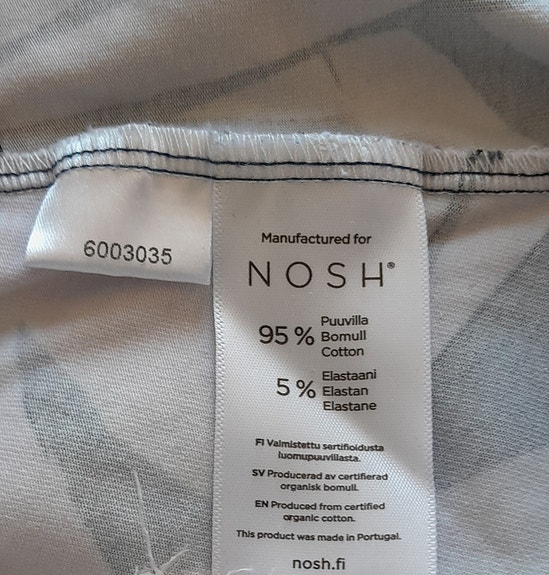 6003035
Manufactured for
NOSH®
95 % Puuvilla
Bomull
Cotton
5 % Elastaani
Elastan
Elastane
FI Valmistettu sertifioidusta
luomupuuvillasta.
SV Producerad av certifierad
organisk bomull.
EN Produced from certified
organic cotton.
This product was made in Portugal.
nosh.fi